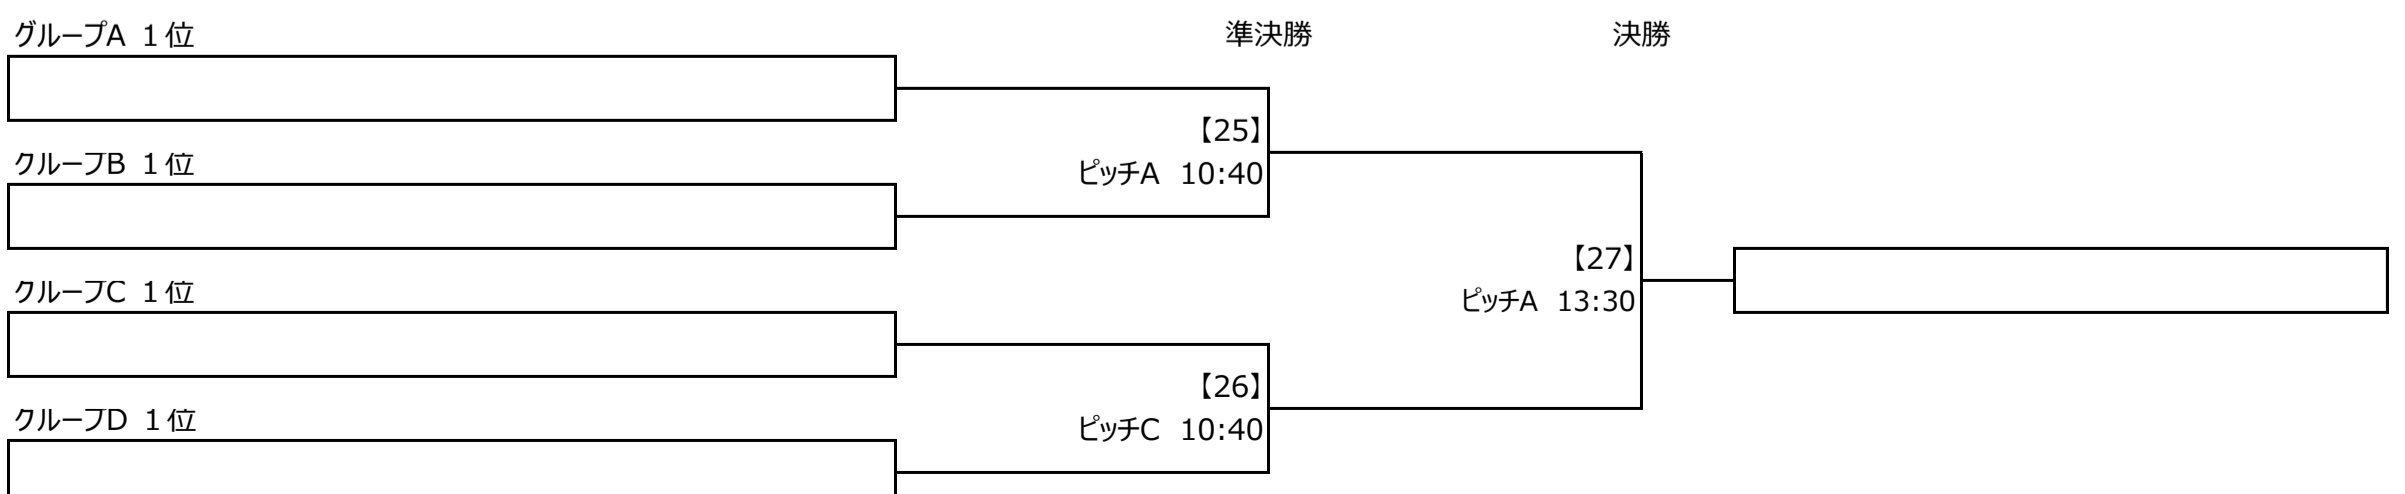 グループA １位
準決勝
決勝
【25】
ピッチA 10:40
グループB １位
【27】
ピッチA 13:30
グループC １位
【26】
ピッチC 10:40
グループD １位